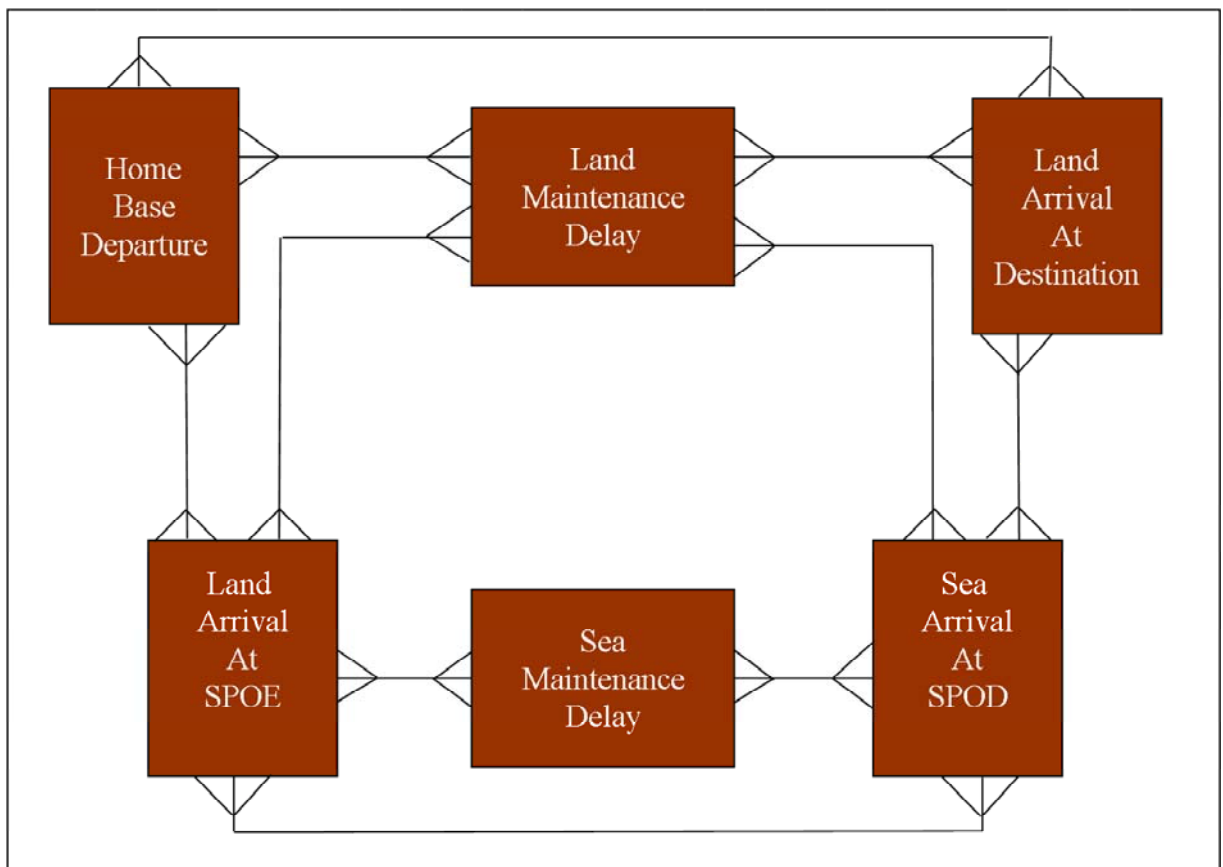 Home
Base
Departure
Land
Maintenance
Delay
Land
Arrival
At
Destination
Land
Arrival
At
SPOE
Sea
Maintenance
Delay
Sea
Arrival
At
SPOD